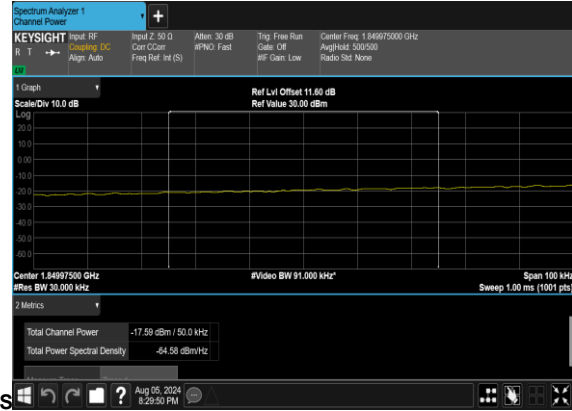 Spectrum Analyzer 1
Channel Power
+
KEYSIGHT
R T
LXI
Input: RF
Coupling: DC
Align: Auto
Input Z: 50 Ω
Corr CCorr
Freq Ref: Int (S)
Atten: 30 dB
#PNO: Fast
Trig: Free Run
Gate: Off
#IF Gain: Low
Center Freq: 1.849975000 GHz
Avg|Hold: 500/500
Radio Std: None
1 Graph
Scale/Div 10.0 dB
Ref Lvl Offset 11.60 dB
Ref Value 30.00 dBm
Log
20.0
10.0
0.00
-10.0
-20.0
-30.0
-40.0
-50.0
-60.0
Center 1.84997500 GHz
#Res BW 30.000 kHz
#Video BW 91.000 kHz*
Span 100 kHz
Sweep 1.00 ms (1001 pts)
2 Metrics
Total Channel Power -17.59 dBm / 50.0 kHz
Total Power Spectral Density -64.58 dBm/Hz
S
?
Aug 05, 2024
8:29:50 PM